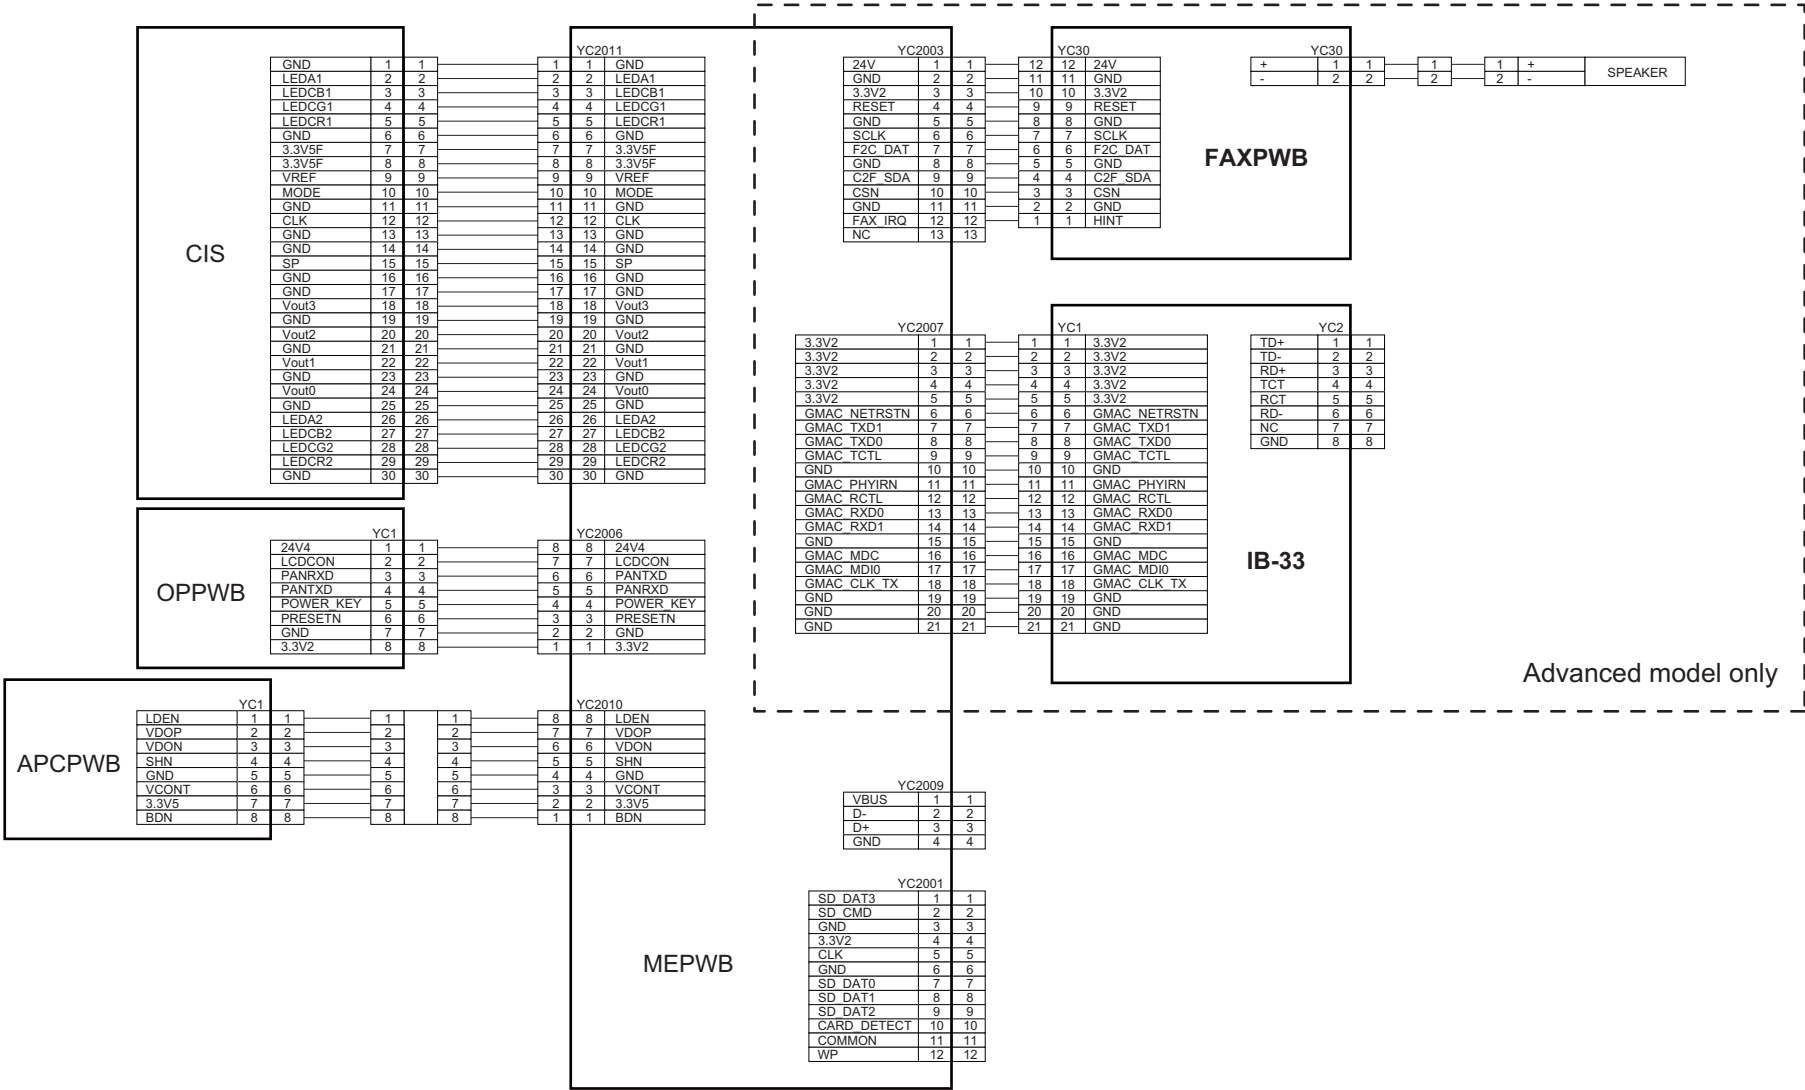 CIS
GND 1 1
LEDA1 2 2
LEDCB1 3 3
LEDCG1 4 4
LEDCR1 5 5
GND 6 6
3.3V5F 7 7
3.3V5F 8 8
VREF 9 9
MODE 10 10
GND 11 11
CLK 12 12
GND 13 13
GND 14 14
SP 15 15
GND 16 16
GND 17 17
Vout3 18 18
GND 19 19
Vout2 20 20
GND 21 21
Vout1 22 22
GND 23 23
Vout0 24 24
GND 25 25
LEDA2 26 26
LEDCB2 27 27
LEDCG2 28 28
LEDCR2 29 29
GND 30 30
YC2011
1 1 GND
2 2 LEDA1
3 3 LEDCB1
4 4 LEDCG1
5 5 LEDCR1
6 6 GND
7 7 3.3V5F
8 8 3.3V5F
9 9 VREF
10 10 MODE
11 11 GND
12 12 CLK
13 13 GND
14 14 GND
15 15 SP
16 16 GND
17 17 GND
18 18 Vout3
19 19 GND
20 20 Vout2
21 21 GND
22 22 Vout1
23 23 GND
24 24 Vout0
25 25 GND
26 26 LEDA2
27 27 LEDCB2
28 28 LEDCG2
29 29 LEDCR2
30 30 GND
OPPWB
YC1
24V4 1 1
LCDCON 2 2
PANRXD 3 3
PANTXD 4 4
POWER_KEY 5 5
PRESETN 6 6
GND 7 7
3.3V2 8 8
YC2006
8 8 24V4
7 7 LCDCON
6 6 PANTXD
5 5 PANRXD
4 4 POWER_KEY
3 3 PRESETN
2 2 GND
1 1 3.3V2
APCPWB
YC1
LDEN 1 1
VDOP 2 2
VDON 3 3
SHN 4 4
GND 5 5
VCONT 6 6
3.3V5 7 7
BDN 8 8
1 1
2 2
3 3
4 4
5 5
6 6
7 7
8 8
YC2010
8 8 LDEN
7 7 VDOP
6 6 VDON
5 5 SHN
4 4 GND
3 3 VCONT
2 2 3.3V5
1 1 BDN
MEPWB
YC2003
24V 1 1
GND 2 2
3.3V2 3 3
RESET 4 4
GND 5 5
SCLK 6 6
F2C_DAT 7 7
GND 8 8
C2F_SDA 9 9
CSN 10 10
GND 11 11
FAX_IRQ 12 12
NC 13 13
YC30
12 12 24V
11 11 GND
10 10 3.3V2
9 9 RESET
8 8 GND
7 7 SCLK
6 6 F2C_DAT
5 5 GND
4 4 C2F_SDA
3 3 CSN
2 2 GND
1 1 HINT
FAXPWB
YC30
+ 1 1
- 2 2
1
2
1 +
2 -
SPEAKER
YC2007
3.3V2 1 1
3.3V2 2 2
3.3V2 3 3
3.3V2 4 4
3.3V2 5 5
GMAC_NETRSTN 6 6
GMAC_TXD1 7 7
GMAC_TXD0 8 8
GMAC_TCTL 9 9
GND 10 10
GMAC_PHYIRN 11 11
GMAC_RCTL 12 12
GMAC_RXD0 13 13
GMAC_RXD1 14 14
GND 15 15
GMAC_MDC 16 16
GMAC_MDI0 17 17
GMAC_CLK_TX 18 18
GND 19 19
GND 20 20
GND 21 21
YC1
1 1 3.3V2
2 2 3.3V2
3 3 3.3V2
4 4 3.3V2
5 5 3.3V2
6 6 GMAC_NETRSTN
7 7 GMAC_TXD1
8 8 GMAC_TXD0
9 9 GMAC_TCTL
10 10 GND
11 11 GMAC_PHYIRN
12 12 GMAC_RCTL
13 13 GMAC_RXD0
14 14 GMAC_RXD1
15 15 GND
16 16 GMAC_MDC
17 17 GMAC_MDI0
18 18 GMAC_CLK_TX
19 19 GND
20 20 GND
21 21 GND
IB-33
YC2
TD+ 1 1
TD- 2 2
RD+ 3 3
TCT 4 4
RCT 5 5
RD- 6 6
NC 7 7
GND 8 8
Advanced model only
YC2009
VBUS 1 1
D- 2 2
D+ 3 3
GND 4 4
YC2001
SD_DAT3 1 1
SD_CMD 2 2
GND 3 3
3.3V2 4 4
CLK 5 5
GND 6 6
SD_DAT0 7 7
SD_DAT1 8 8
SD_DAT2 9 9
CARD_DETECT 10 10
COMMON 11 11
WP 12 12